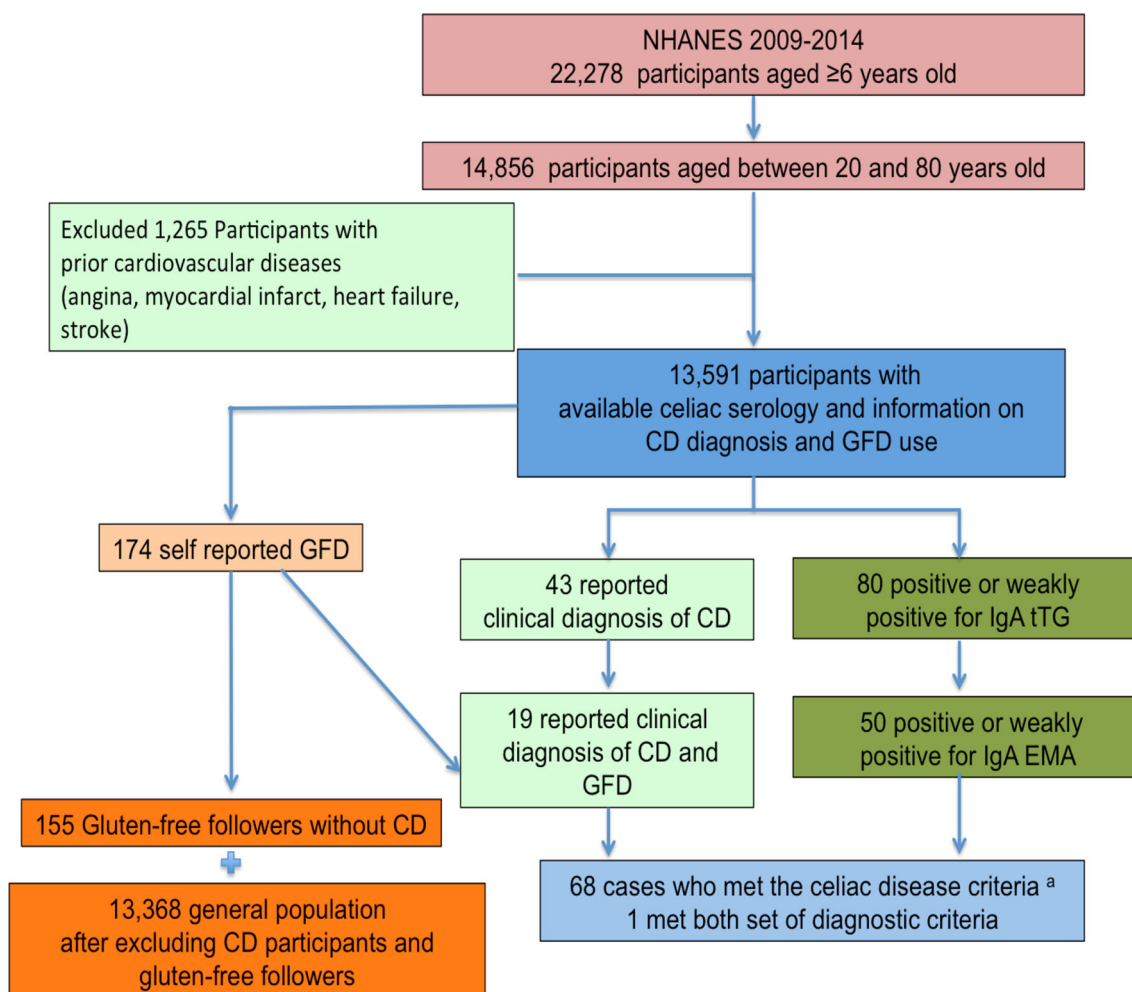 NHANES 2009-2014
22,278 participants aged ≥6 years old
14,856 participants aged between 20 and 80 years old
Excluded 1,265 Participants with
prior cardiovascular diseases
(angina, myocardial infarct, heart failure,
stroke)
13,591 participants with
available celiac serology and information on
CD diagnosis and GFD use
174 self reported GFD
43 reported
clinical diagnosis of CD
80 positive or weakly
positive for IgA tTG
19 reported clinical
diagnosis of CD and
GFD
50 positive or weakly
positive for IgA EMA
155 Gluten-free followers without CD
68 cases who met the celiac disease criteria ª
1 met both set of diagnostic criteria
13,368 general population
after excluding CD participants and
gluten-free followers